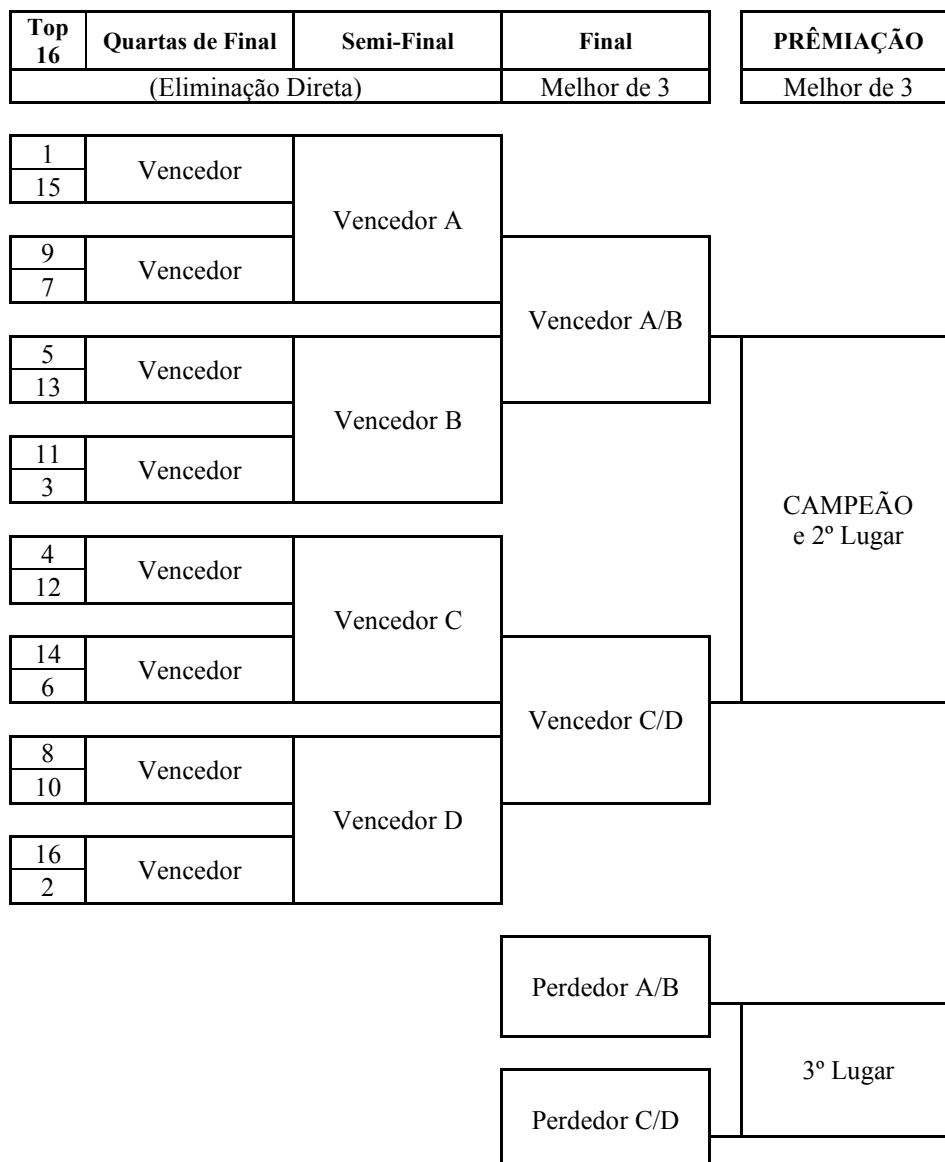 Top 16
Quartas de Final
Semi-Final
Final
PRÊMIAÇÃO
(Eliminação Direta)
Melhor de 3
Melhor de 3
1
15
Vencedor
Vencedor A
9
7
Vencedor
Vencedor A/B
5
13
Vencedor
Vencedor B
11
3
Vencedor
CAMPEÃO
e 2º Lugar
4
12
Vencedor
Vencedor C
14
6
Vencedor
Vencedor C/D
8
10
Vencedor
Vencedor D
16
2
Vencedor
Perdedor A/B
3º Lugar
Perdedor C/D